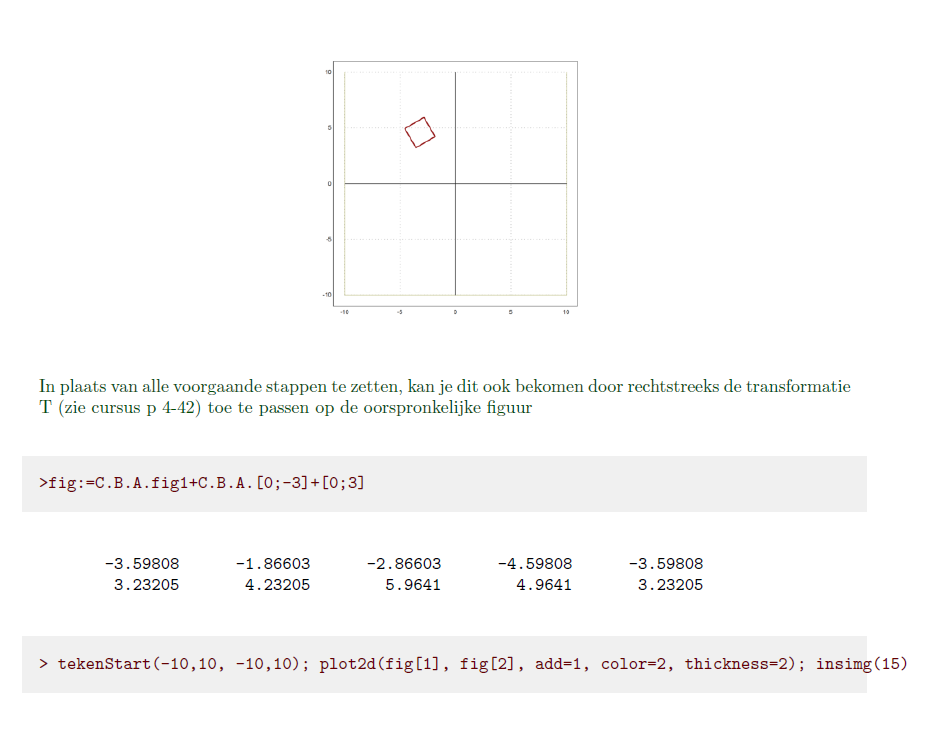 10
5
0
-5
-10
-10 -5 0 5 10
In plaats van alle voorgaande stappen te zetten, kan je dit ook bekomen door rechtstreeks de transformatie
T (zie cursus p 4-42) toe te passen op de oorspronkelijke figuur
>fig:=C.B.A.fig1+C.B.A.[0;-3]+[0;3]
-3.59808 -1.86603 -2.86603 -4.59808 -3.59808
3.23205 4.23205 5.9641 4.9641 3.23205
> tekenStart(-10,10, -10,10); plot2d(fig[1], fig[2], add=1, color=2, thickness=2); insimg(15)